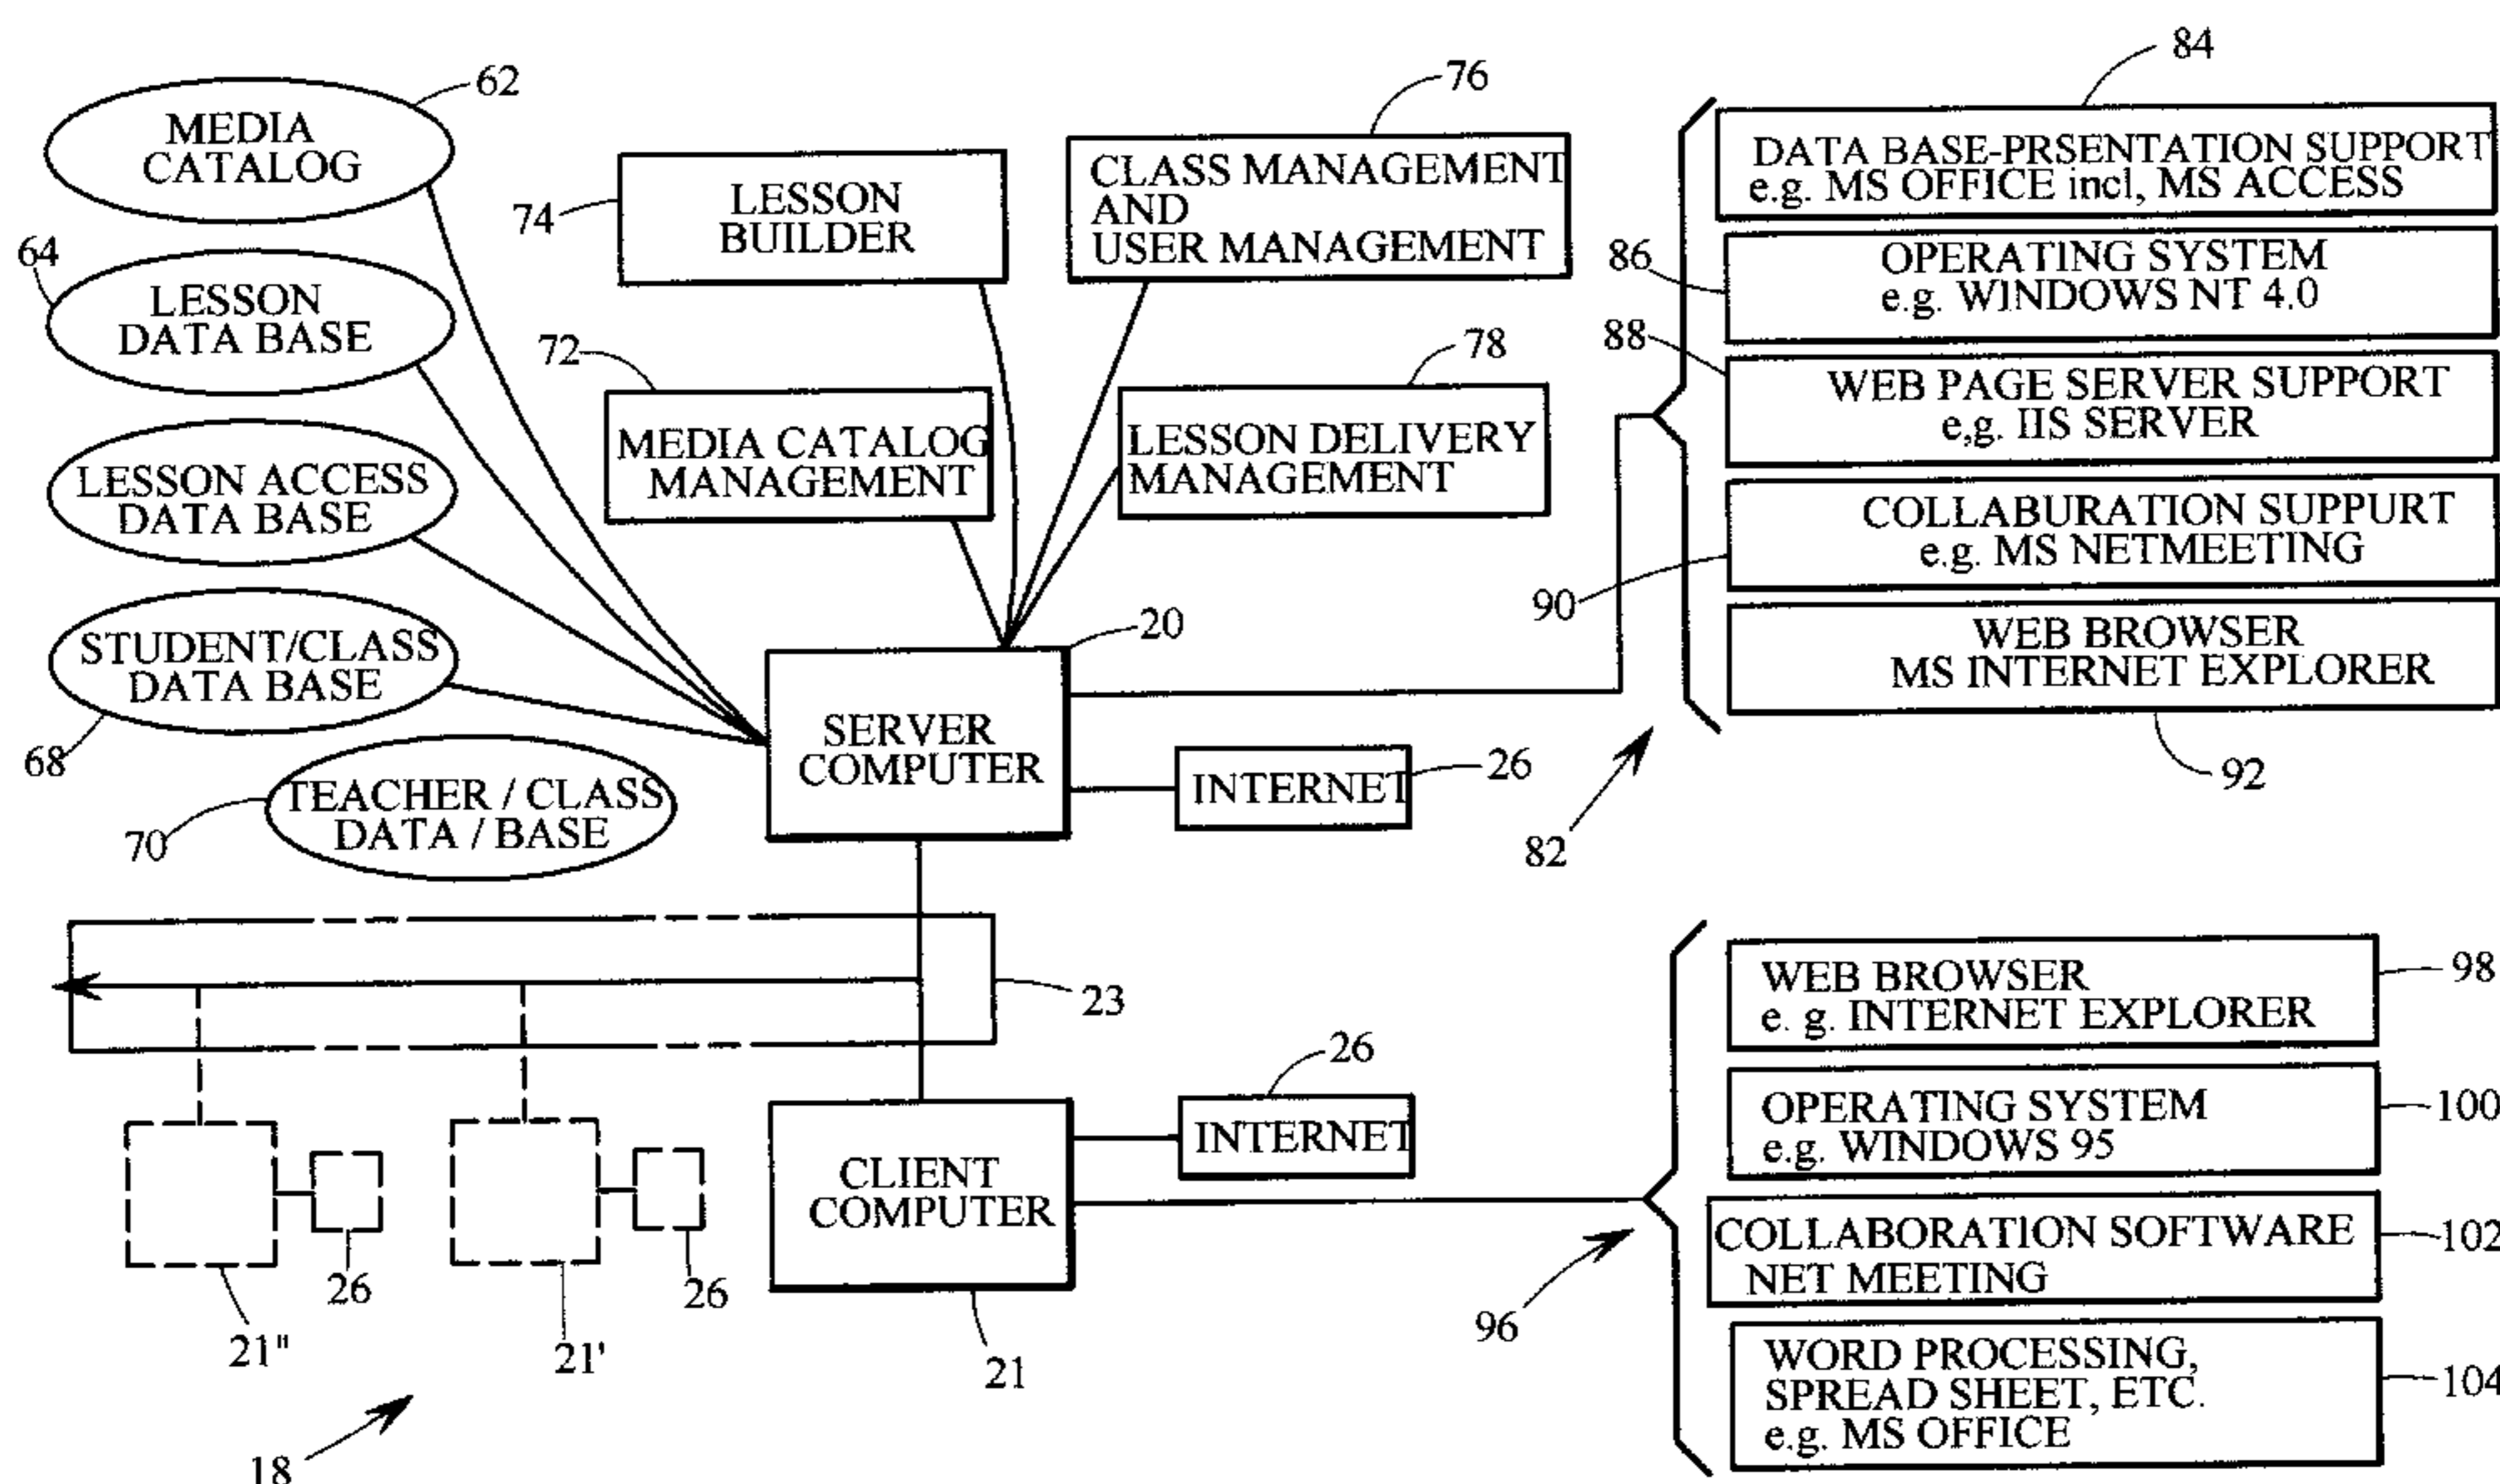 62
MEDIA
CATALOG
64
LESSON
DATA BASE
LESSON ACCESS
DATA BASE
STUDENT/CLASS
DATA BASE
68
TEACHER / CLASS
DATA / BASE
70
74
LESSON
BUILDER
76
CLASS MANAGEMENT
AND
USER MANAGEMENT
72
MEDIA CATALOG
MANAGEMENT
78
LESSON DELIVERY
MANAGEMENT
20
SERVER
COMPUTER
INTERNET
26
84
DATA BASE-PRSENTATION SUPPORT
e.g. MS OFFICE incl, MS ACCESS
86
OPERATING SYSTEM
e.g. WINDOWS NT 4.0
88
WEB PAGE SERVER SUPPORT
e,g. IIS SERVER
90
COLLABURATION SUPPURT
e.g. MS NETMEETING
WEB BROWSER
MS INTERNET EXPLORER
92
82
23
26
INTERNET
CLIENT
COMPUTER
21
26
21"
26
21'
18
96
WEB BROWSER
e. g. INTERNET EXPLORER
98
OPERATING SYSTEM
e.g. WINDOWS 95
100
COLLABORATION SOFTWARE
NET MEETING
102
WORD PROCESSING,
SPREAD SHEET, ETC.
e.g. MS OFFICE
104